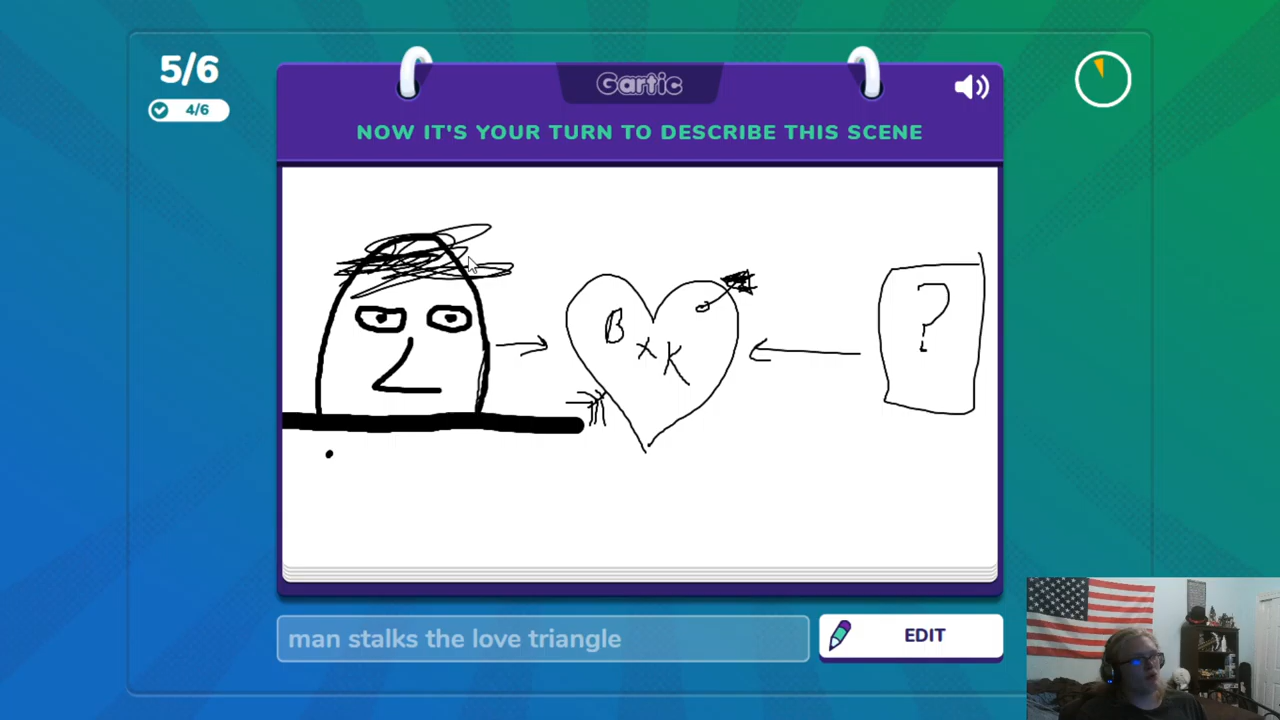 5/6
4/6
Gartic
NOW IT'S YOUR TURN TO DESCRIBE THIS SCENE
B x K
?
man stalks the love triangle
EDIT